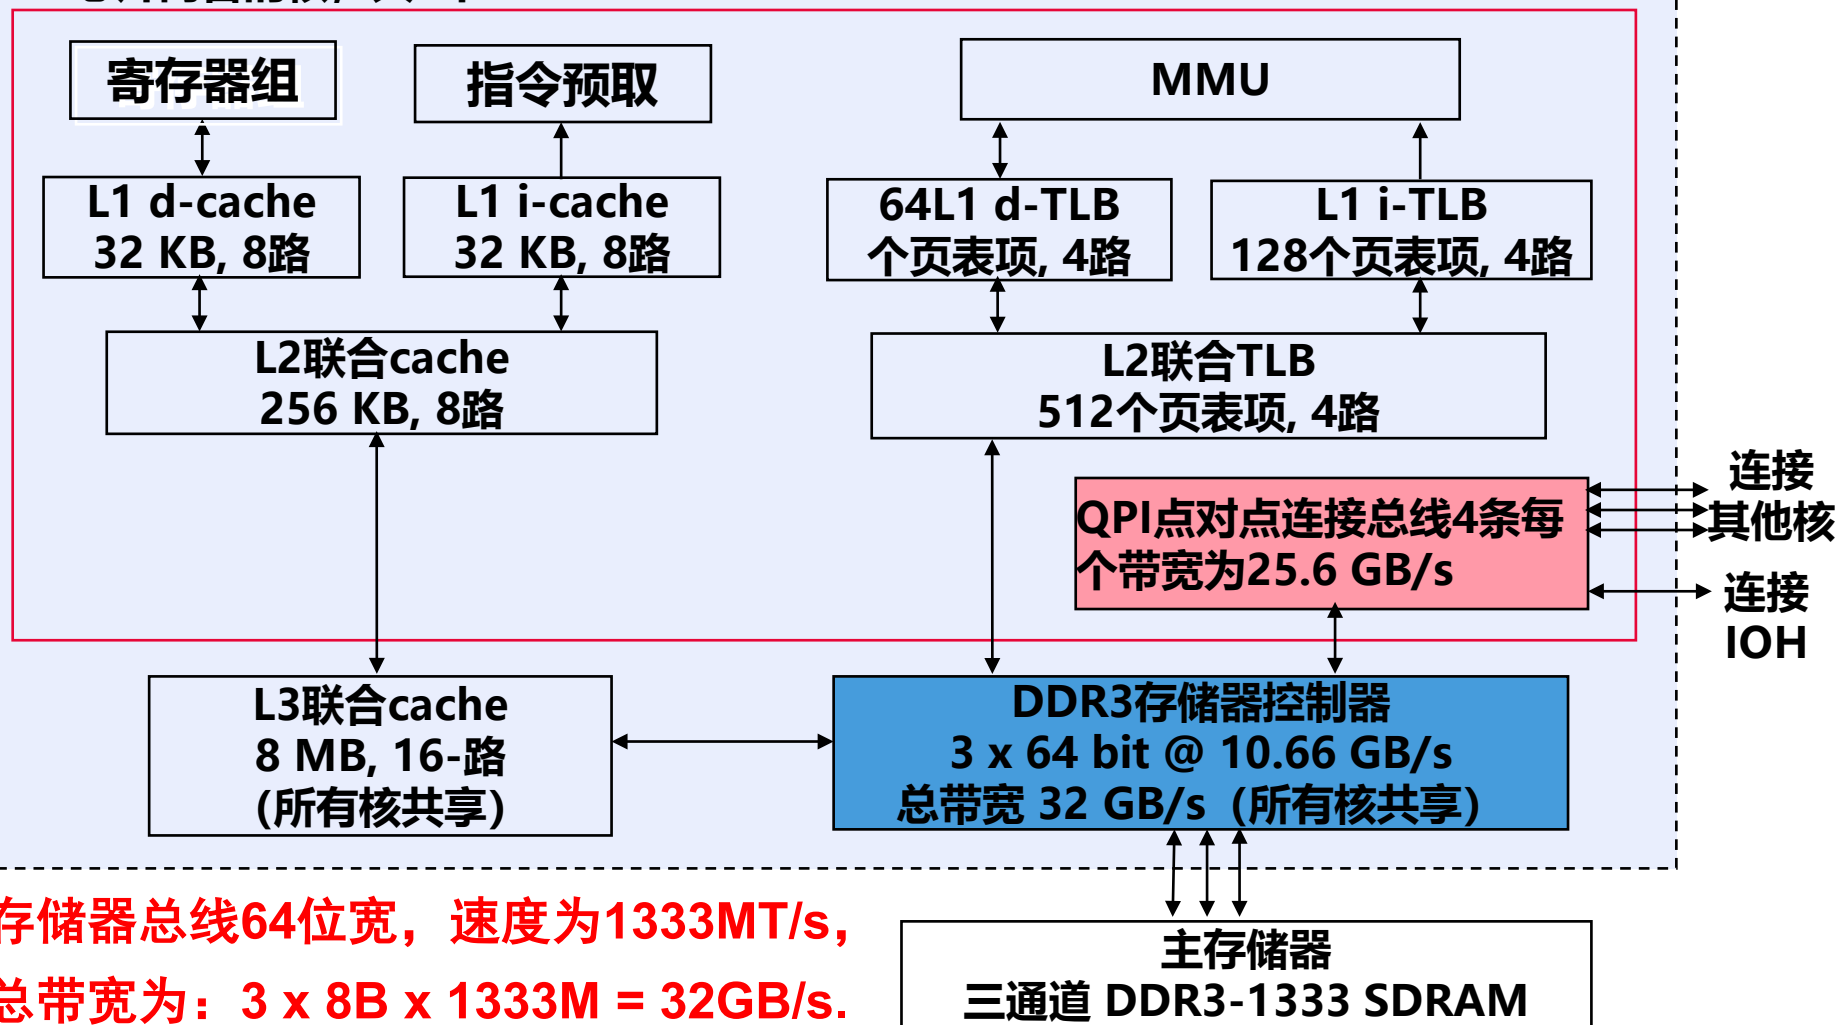 寄存器组
指令预取
MMU
L1 d-cache
32 KB, 8路
L1 i-cache
32 KB, 8路
64L1 d-TLB
个页表项, 4路
L1 i-TLB
128个页表项, 4路
L2联合cache
256 KB, 8路
L2联合TLB
512个页表项, 4路
QPI点对点连接总线4条每
个带宽为25.6 GB/s
连接
其他核
连接
IOH
L3联合cache
8 MB, 16-路
(所有核共享)
DDR3存储器控制器
3 x 64 bit @ 10.66 GB/s
总带宽 32 GB/s (所有核共享)
存储器总线64位宽，速度为1333MT/s，
总带宽为：3 x 8B x 1333M = 32GB/s.
主存储器
三通道 DDR3-1333 SDRAM